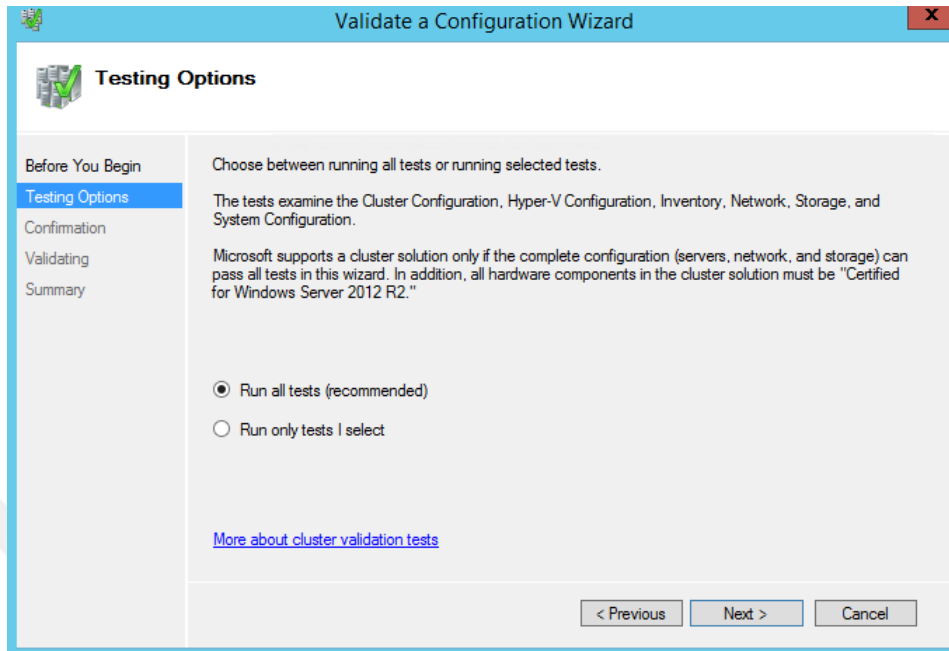 Validate a Configuration Wizard
x
Testing Options
Before You Begin
Testing Options
Confirmation
Validating
Summary
Choose between running all tests or running selected tests.
The tests examine the Cluster Configuration, Hyper-V Configuration, Inventory, Network, Storage, and
System Configuration.
Microsoft supports a cluster solution only if the complete configuration (servers, network, and storage) can
pass all tests in this wizard. In addition, all hardware components in the cluster solution must be "Certified
for Windows Server 2012 R2."
Run all tests (recommended)
Run only tests I select
More about cluster validation tests
< Previous
Next >
Cancel